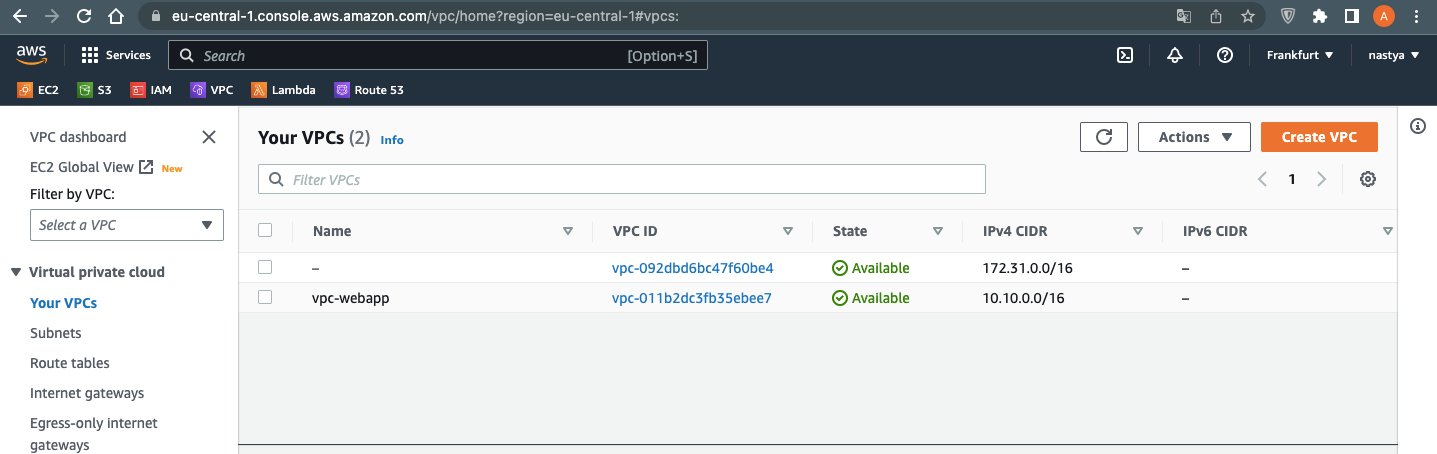 eu-central-1.console.aws.amazon.com/vpc/home?region=eu-central-1#vpcs:
A
aws Services Search [Option+S] Frankfurt ▼ nastya ▼
EC2 S3 IAM VPC Lambda Route 53
VPC dashboard
EC2 Global View New
Filter by VPC:
Select a VPC
Virtual private cloud
Your VPCs
Subnets
Route tables
Internet gateways
Egress-only internet
gateways
Your VPCs (2) Info
Actions ▼ Create VPC
Filter VPCs
1
Name VPC ID State IPv4 CIDR IPv6 CIDR
– vpc-092dbd6bc47f60be4 Available 172.31.0.0/16 –
vpc-webapp vpc-011b2dc3fb35ebee7 Available 10.10.0.0/16 –